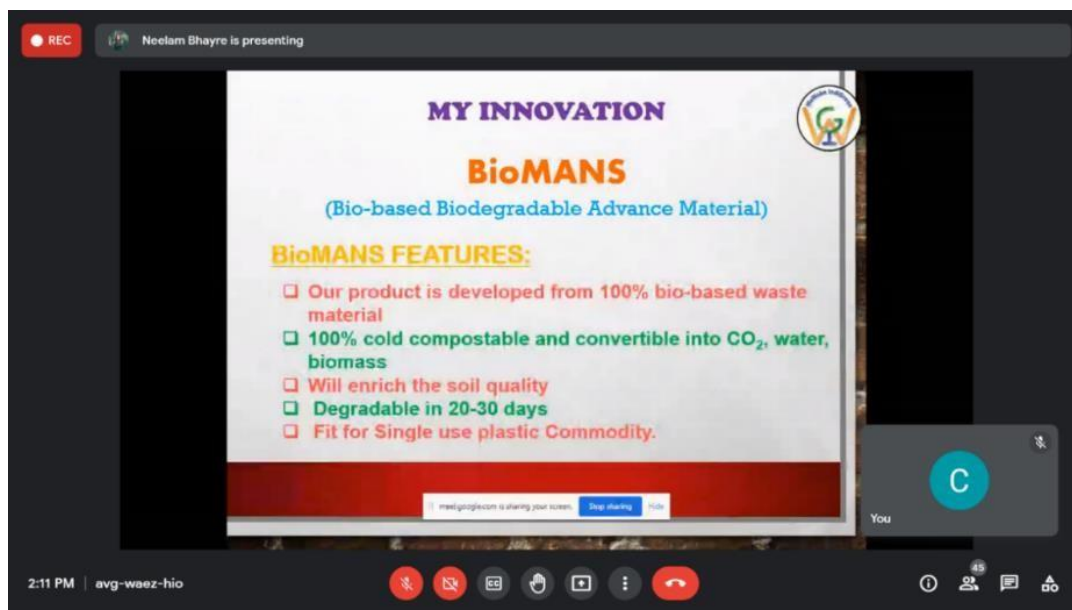 REC
Neelam Bhayre is presenting
MY INNOVATION
BioMANS
(Bio-based Biodegradable Advance Material)
BioMANS FEATURES:
❑ Our product is developed from 100% bio-based waste
material
❑ 100% cold compostable and convertible into CO₂, water,
biomass
❑ Will enrich the soil quality
❑ Degradable in 20-30 days
❑ Fit for Single use plastic Commodity.
meet.google.com is sharing your screen. Stop sharing Hide
C
You
2:11 PM | avg-waez-hio
CC
45